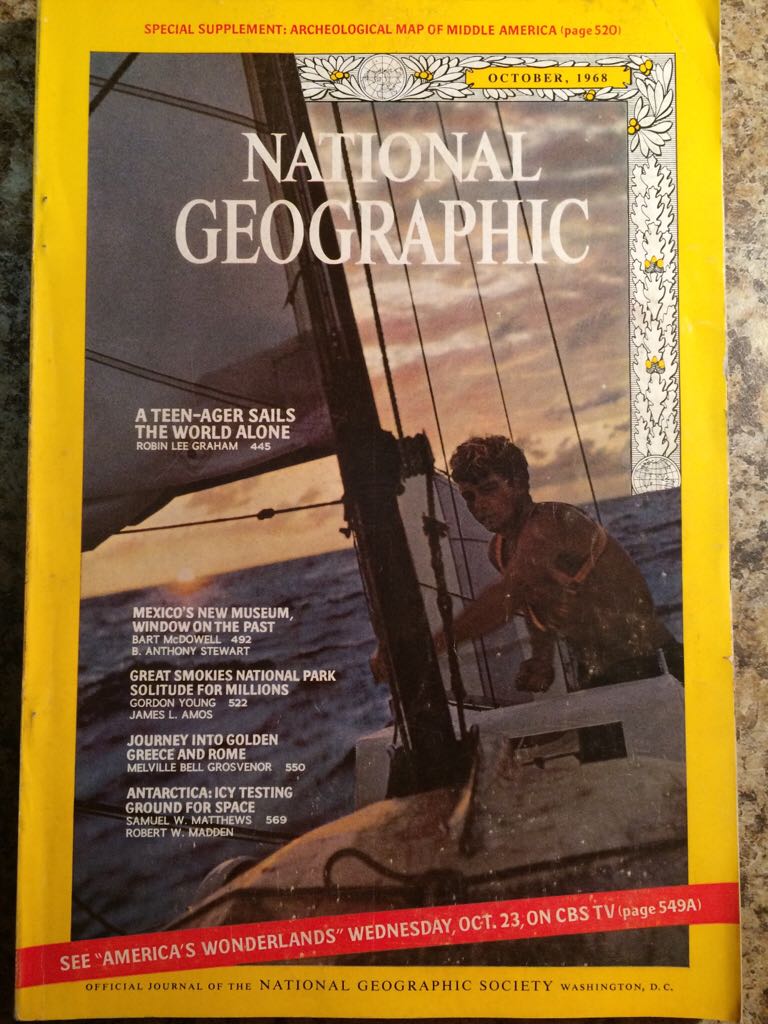 SPECIAL SUPPLEMENT: ARCHEOLOGICAL MAP OF MIDDLE AMERICA (page 520)
OCTOBER, 1968
NATIONAL
GEOGRAPHIC
A TEEN-AGER SAILS
THE WORLD ALONE
ROBIN LEE GRAHAM 445
MEXICO'S NEW MUSEUM,
WINDOW ON THE PAST
BART McDOWELL 492
B. ANTHONY STEWART
GREAT SMOKIES NATIONAL PARK
SOLITUDE FOR MILLIONS
GORDON YOUNG 522
JAMES L. AMOS
JOURNEY INTO GOLDEN
GREECE AND ROME
MELVILLE BELL GROSVENOR 550
ANTARCTICA: ICY TESTING
GROUND FOR SPACE
SAMUEL W. MATTHEWS 569
ROBERT W. MADDEN
SEE "AMERICA'S WONDERLANDS" WEDNESDAY, OCT. 23, ON CBS TV (page 549A)
OFFICIAL JOURNAL OF THE NATIONAL GEOGRAPHIC SOCIETY WASHINGTON, D.C.